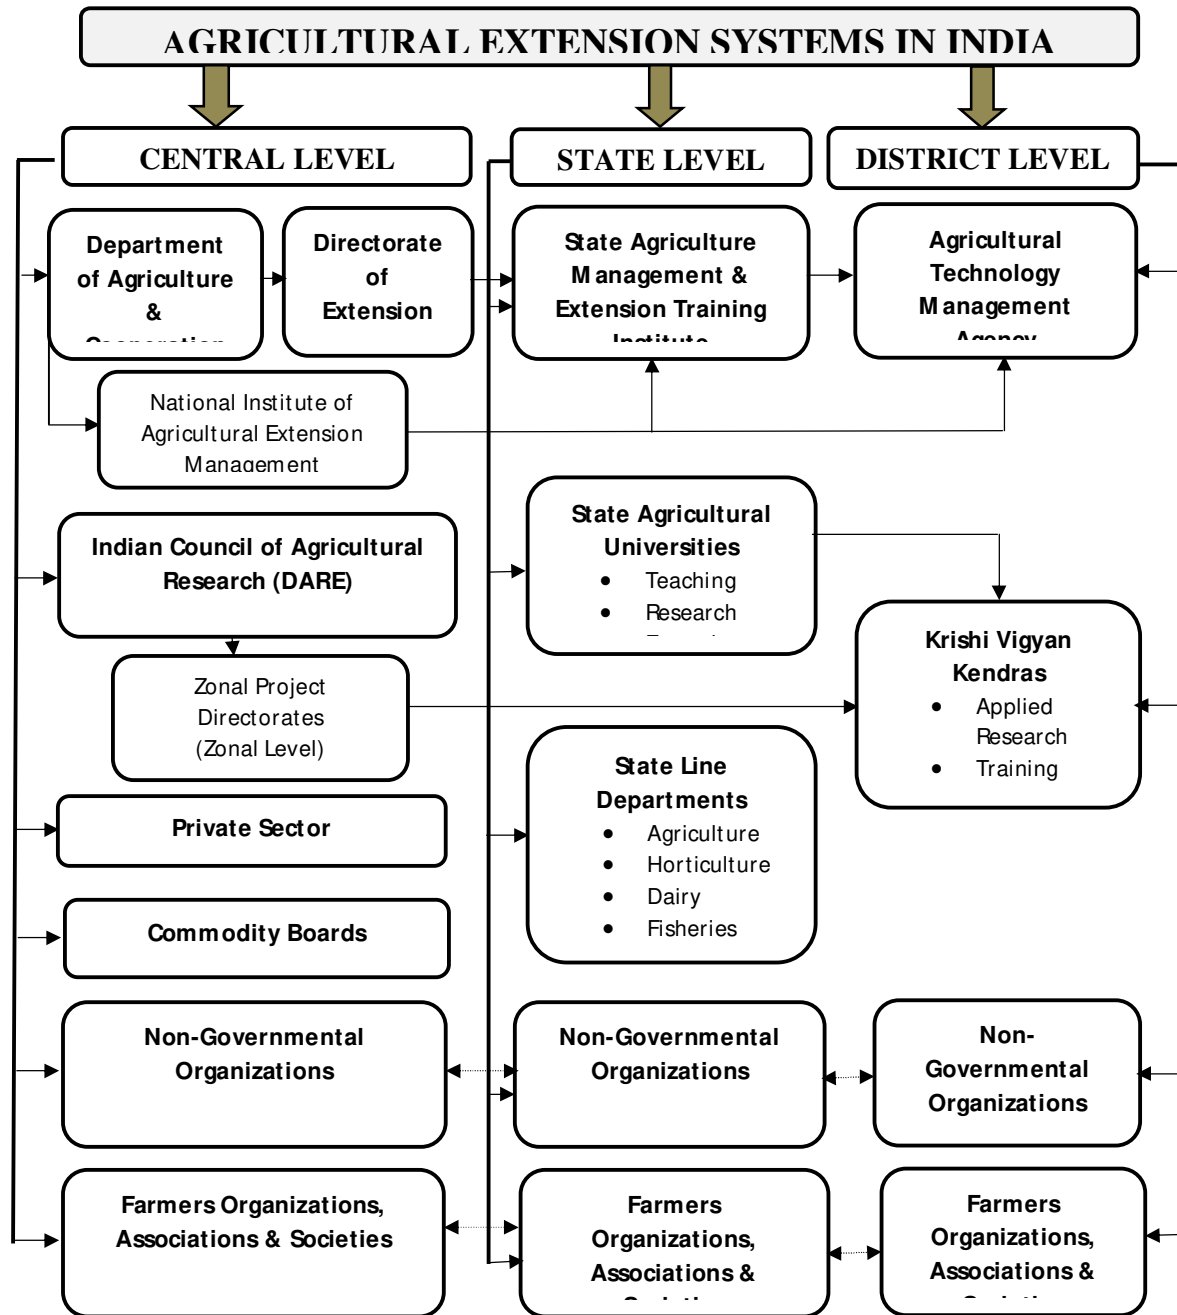 AGRICULTURAL EXTENSION SYSTEMS IN INDIA
CENTRAL LEVEL
STATE LEVEL
DISTRICT LEVEL
Department
of Agriculture
&
Cooperation
Directorate
of
Extension
State Agriculture
Management &
Extension Training
Institute
Agricultural
Technology
Management
Agency
National Institute of
Agricultural Extension
Management
State Agricultural
Universities
• Teaching
• Research
Indian Council of Agricultural
Research (DARE)
Krishi Vigyan
Kendras
• Applied
Research
• Training
Zonal Project
Directorates
(Zonal Level)
State Line
Departments
• Agriculture
• Horticulture
• Dairy
• Fisheries
Private Sector
Commodity Boards
Non-Governmental
Organizations
Non-Governmental
Organizations
Non-
Governmental
Organizations
Farmers Organizations,
Associations & Societies
Farmers
Organizations,
Associations &
Farmers
Organizations,
Associations &